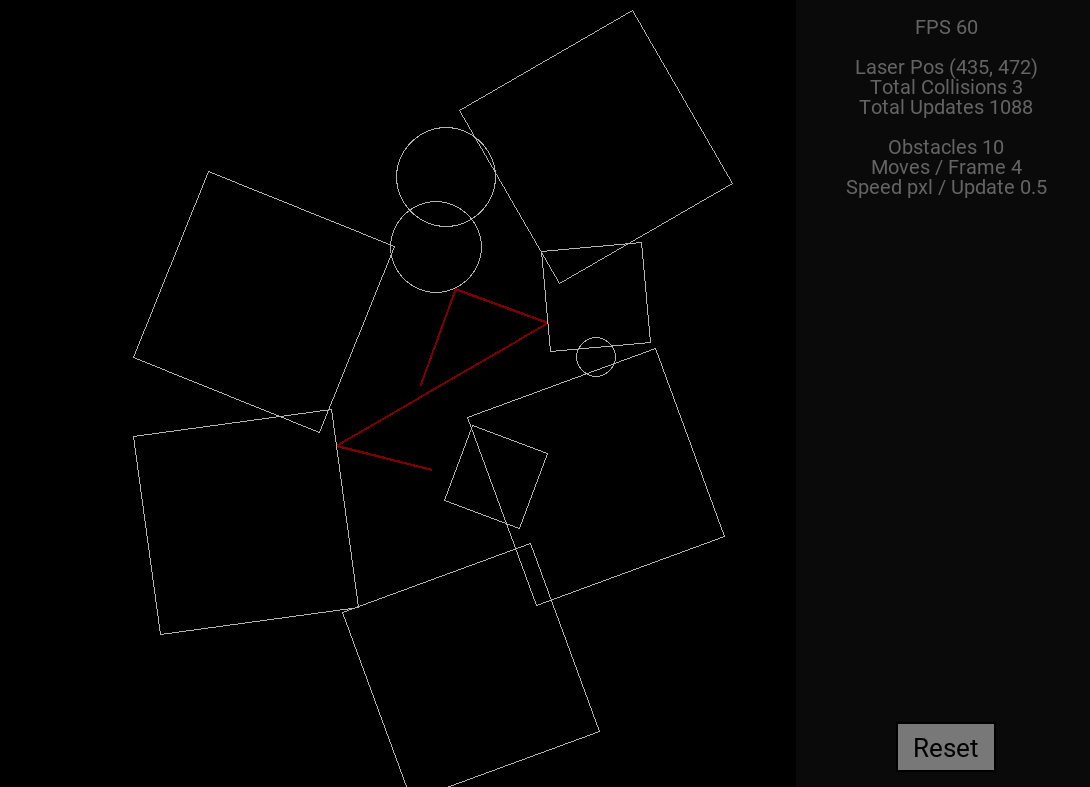 FPS 60
Laser Pos (435, 472)
Total Collisions 3
Total Updates 1088
Obstacles 10
Moves / Frame 4
Speed pxl / Update 0.5
Reset